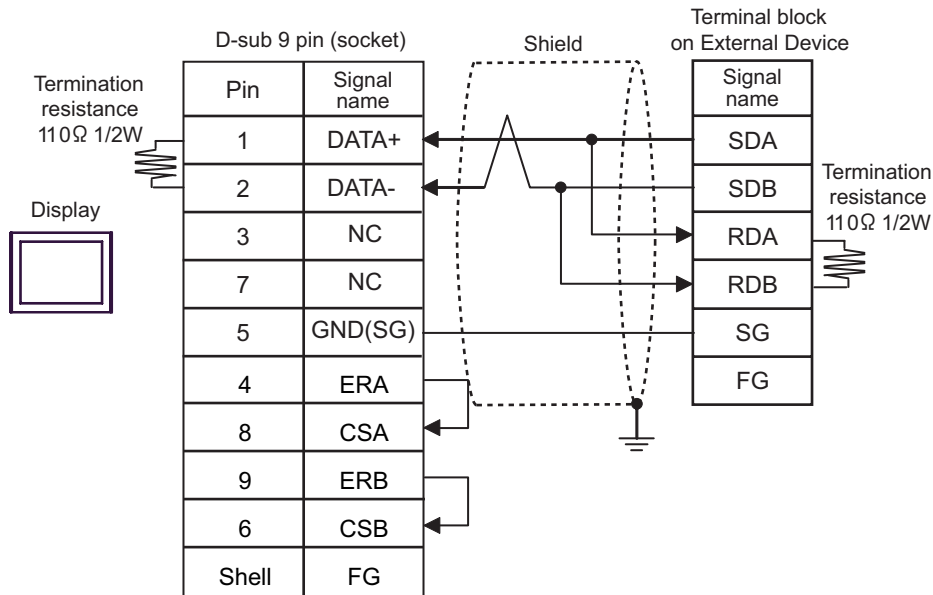 Terminal block
on External Device
D-sub 9 pin (socket)
Shield
Termination
resistance
110Ω 1/2W
Display
Pin
Signal
name
1
DATA+
2
DATA-
3
NC
7
NC
5
GND(SG)
4
ERA
8
CSA
9
ERB
6
CSB
Shell
FG
Signal
name
SDA
SDB
RDA
RDB
SG
FG
Termination
resistance
110Ω 1/2W